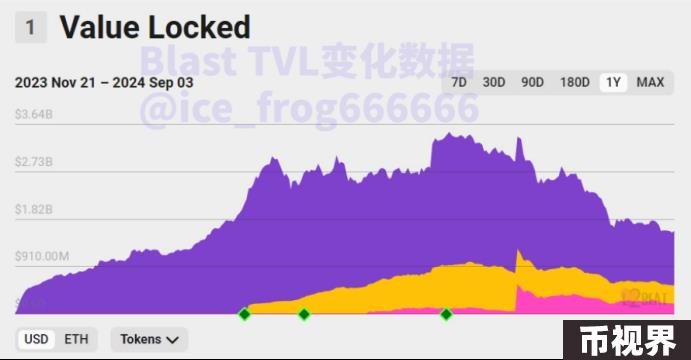 1 Value Locked
Blast TVL变化数据
2023 Nov 21 – 2024 Sep 03
7D 30D 90D 180D 1Y MAX
@ice_frog666666
$3.64B
$2.73B
$1.82B
$910.00M
L2BEAT
USD ETH Tokens
币视界